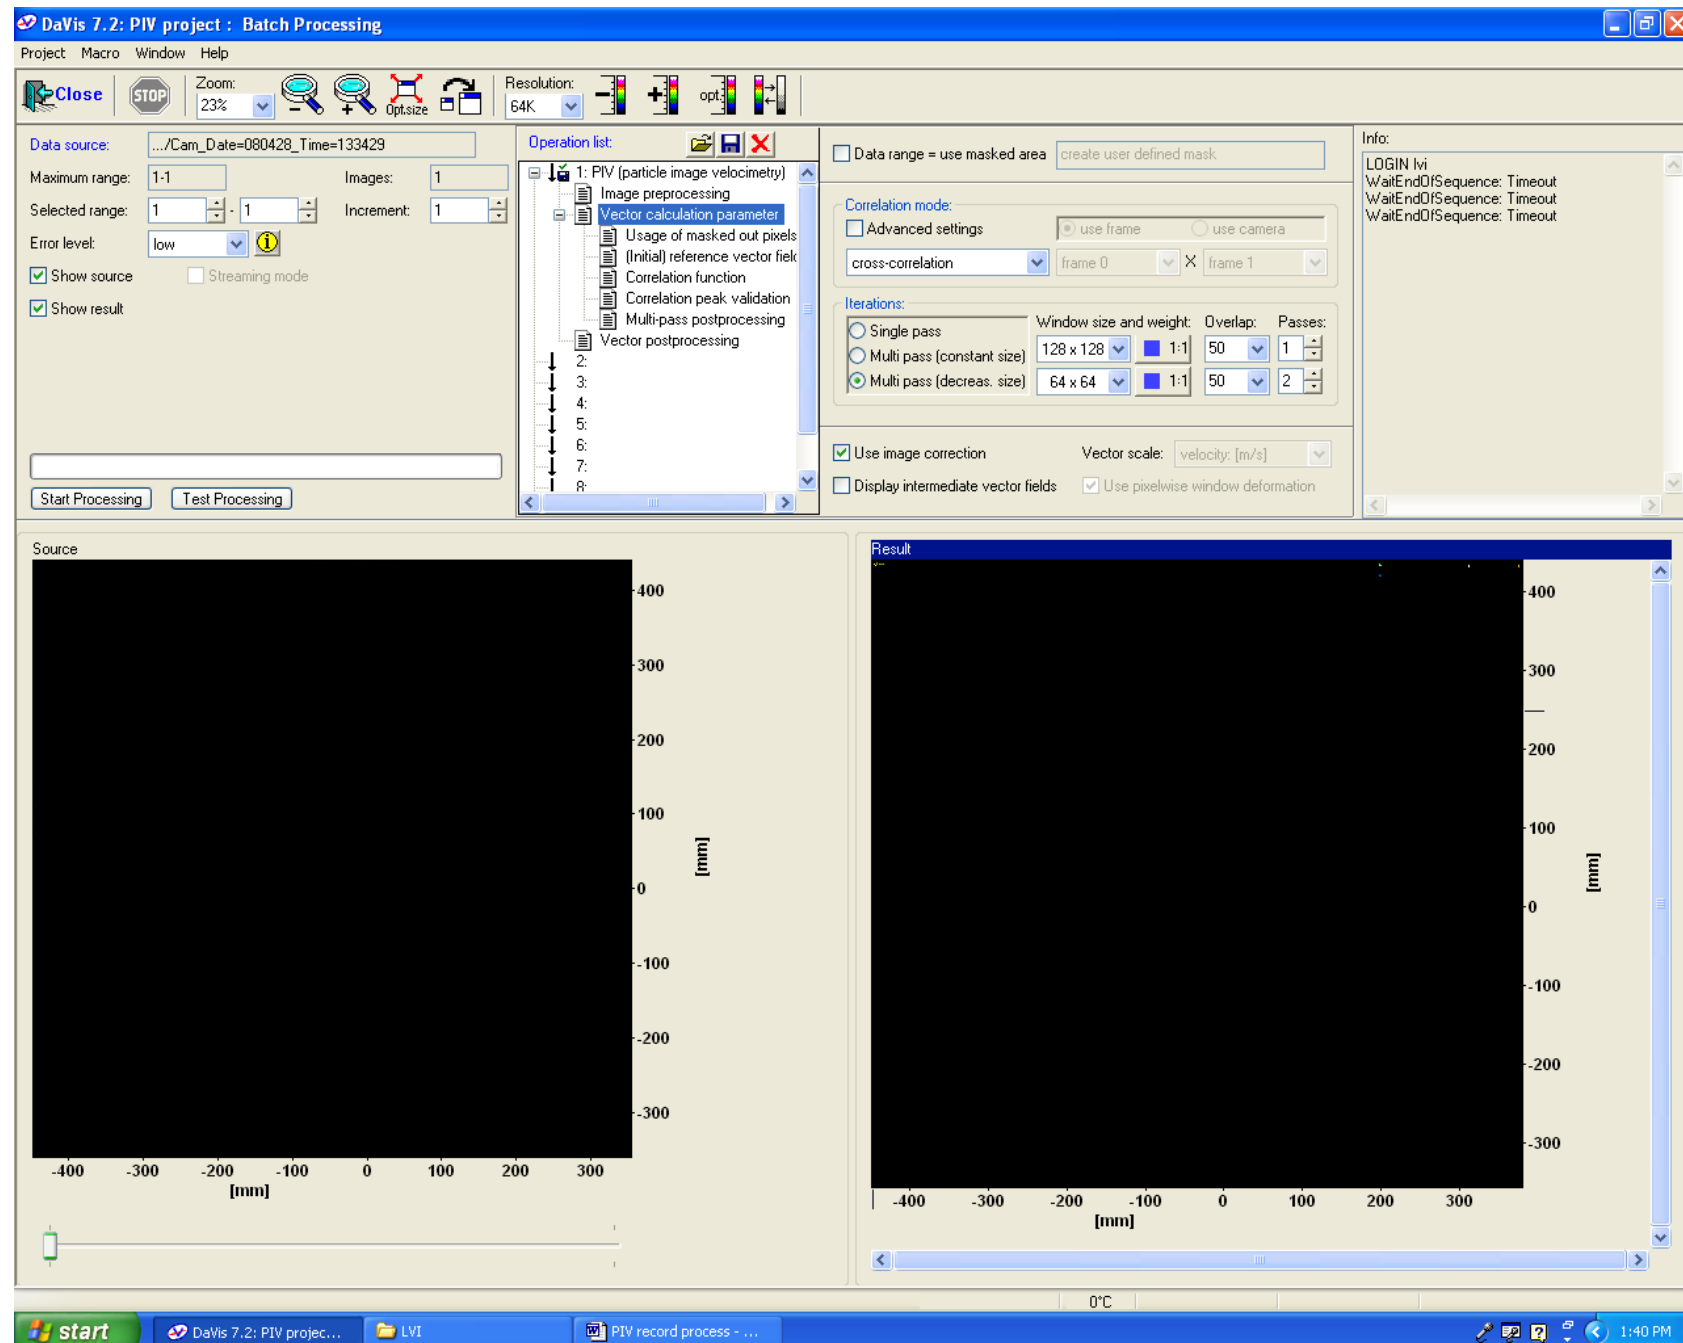 DaVis 7.2: PIV project : Batch Processing
Project Macro Window Help
Close
STOP
Zoom:
23%
Opt.size
Resolution:
64K
opt.
Data source:
.../Cam_Date=080428_Time=133429
Maximum range:
1-1
Images:
1
Selected range:
1 - 1
Increment:
1
Error level:
low
Show source
Streaming mode
Show result
Start Processing
Test Processing
Operation list:
1: PIV (particle image velocimetry)
Image preprocessing
Vector calculation parameter
Usage of masked out pixels
(Initial) reference vector field
Correlation function
Correlation peak validation
Multi-pass postprocessing
Vector postprocessing
2:
3:
4:
5:
6:
7:
8:
Data range = use masked area
create user defined mask
Correlation mode:
Advanced settings
use frame
use camera
cross-correlation
frame 0
X
frame 1
Iterations:
Window size and weight: Overlap: Passes:
Single pass
Multi pass (constant size)
128 x 128
1:1
50
1
Multi pass (decreas. size)
64 x 64
1:1
50
2
Use image correction
Vector scale:
velocity: [m/s]
Display intermediate vector fields
Use pixelwise window deformation
Info:
LOGIN lvi
WaitEndOfSequence: Timeout
WaitEndOfSequence: Timeout
WaitEndOfSequence: Timeout
Source
400
300
200
100
0
-100
-200
-300
[mm]
-400 -300 -200 -100 0 100 200 300
[mm]
Result
400
300
200
100
0
-100
-200
-300
[mm]
-400 -300 -200 -100 0 100 200 300
[mm]
0°C
start
DaVis 7.2: PIV projec...
LVI
PIV record process - ...
1:40 PM